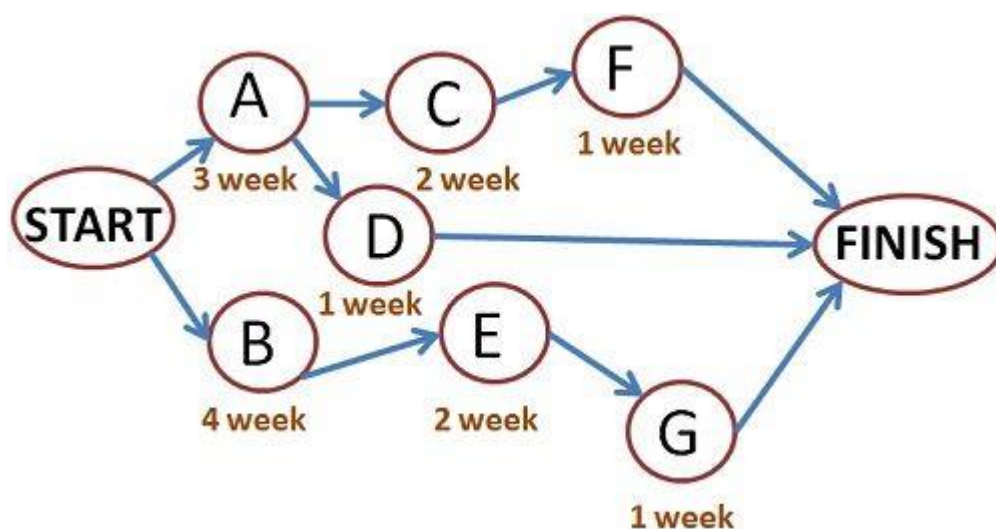 F
A
C
1 week
3 week
2 week
START
D
FINISH
1 week
B
E
4 week
2 week
G
1 week